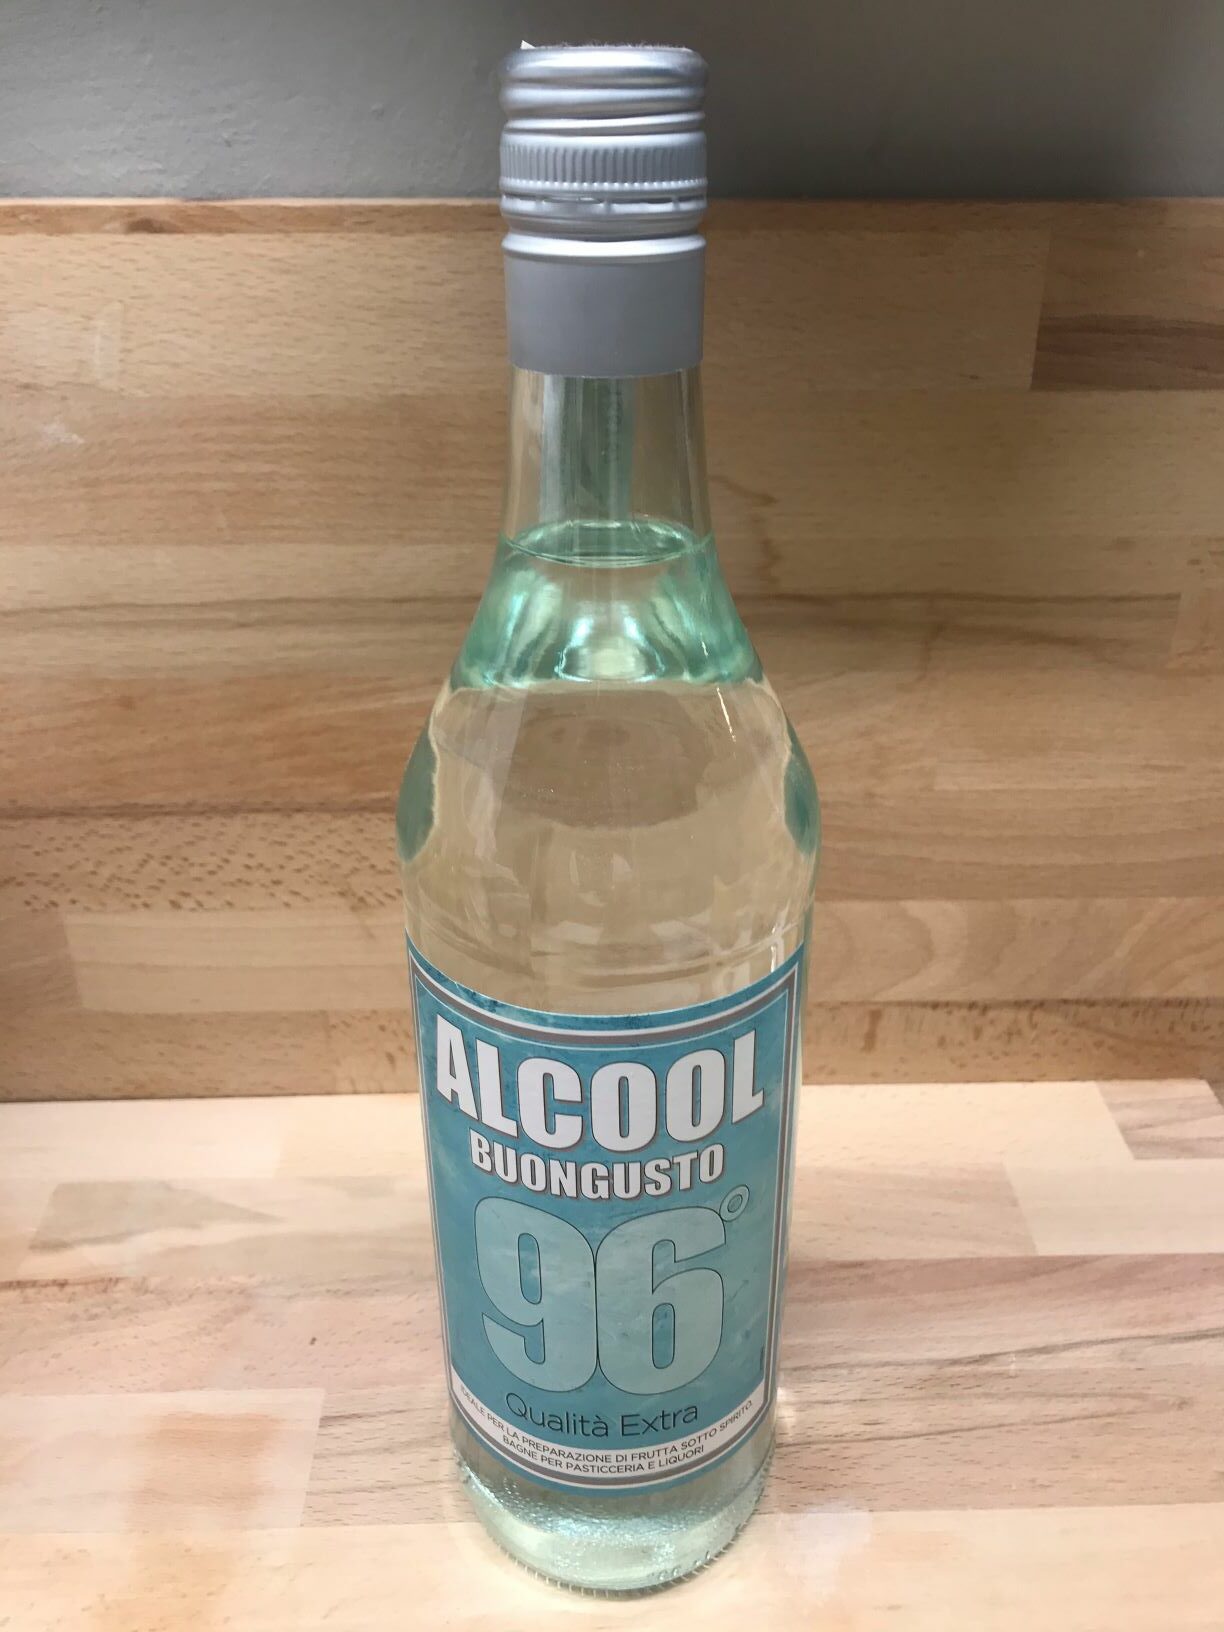 ALCOOL
BUONGUSTO
96°
Qualità Extra
IDEALE PER LA PREPARAZIONE DI FRUTTA SOTTO SPIRITO,
BAGNE PER PASTICCERIA E LIQUORI